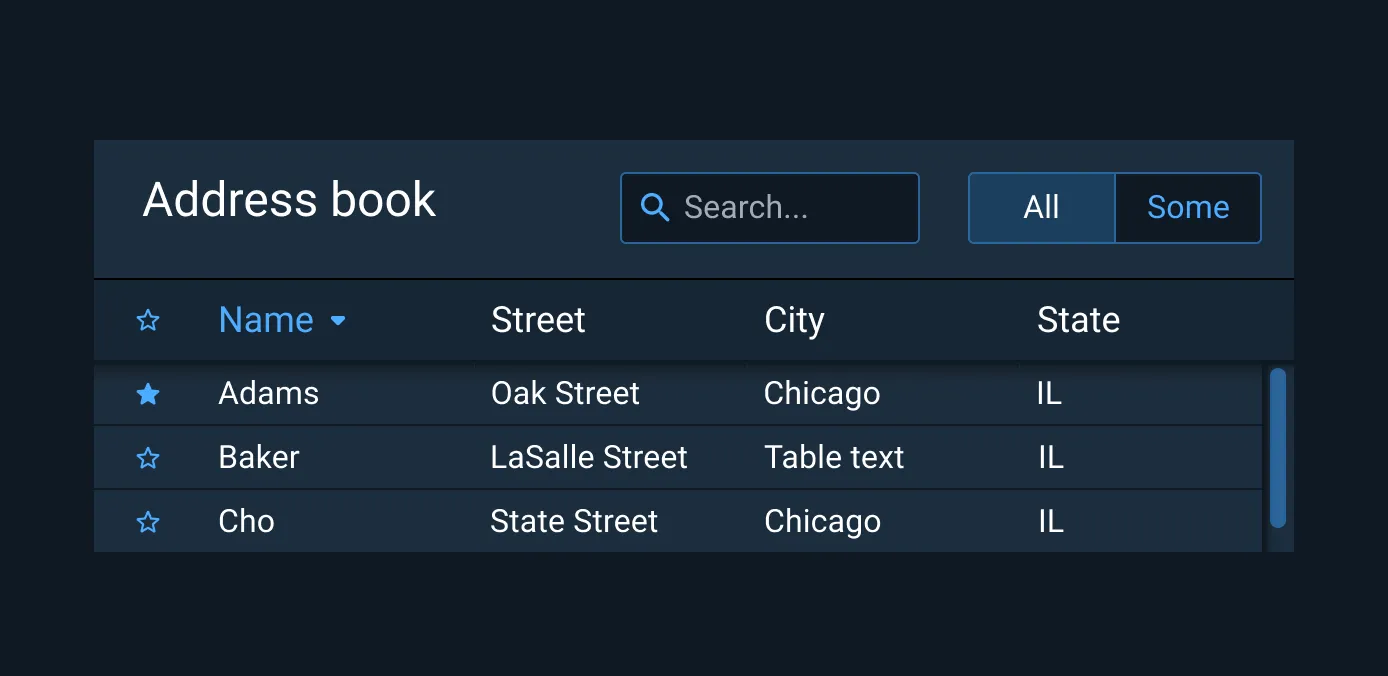 Address book
Search...
All
Some
Name Street City State
Adams Oak Street Chicago IL
Baker LaSalle Street Table text IL
Cho State Street Chicago IL